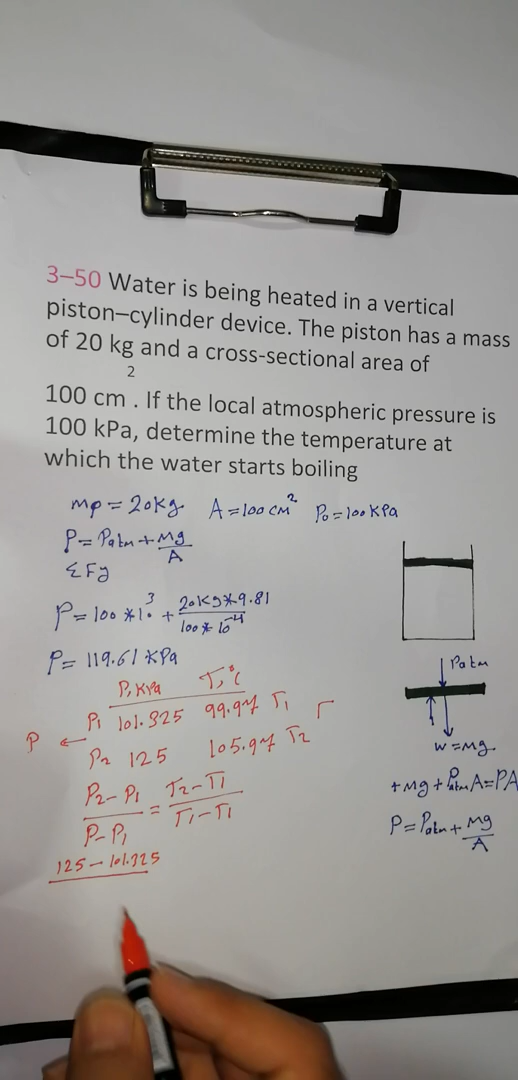 3–50 Water is being heated in a vertical
piston–cylinder device. The piston has a mass
of 20 kg and a cross-sectional area of
2
100 cm . If the local atmospheric pressure is
100 kPa, determine the temperature at
which the water starts boiling
mp = 20kg A = 100 cm² Po = 100 KPa
P = Patm + Mg/A
ΣFy
P = 100 * 10³ + 20Kg*9.81/100*10⁻⁴
P = 119.61 KPa
P, KPa T, °C
P ← P1 101.325 99.97 T1
P2 125 105.97 T2
P2 - P1 / P - P1 = T2 - T1 / T1 - T1
125 - 101.325
Patm
W = Mg
+ Mg + Patm A = PA
P = Patm + Mg/A